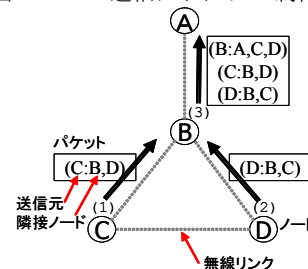 A
(B:A,C,D)
(C:B,D)
(D:B,C)
(3)
B
パケット
(C:B,D)
(D:B,C)
送信元
隣接ノード
(1)
(2)
C
D
ノード
無線リンク